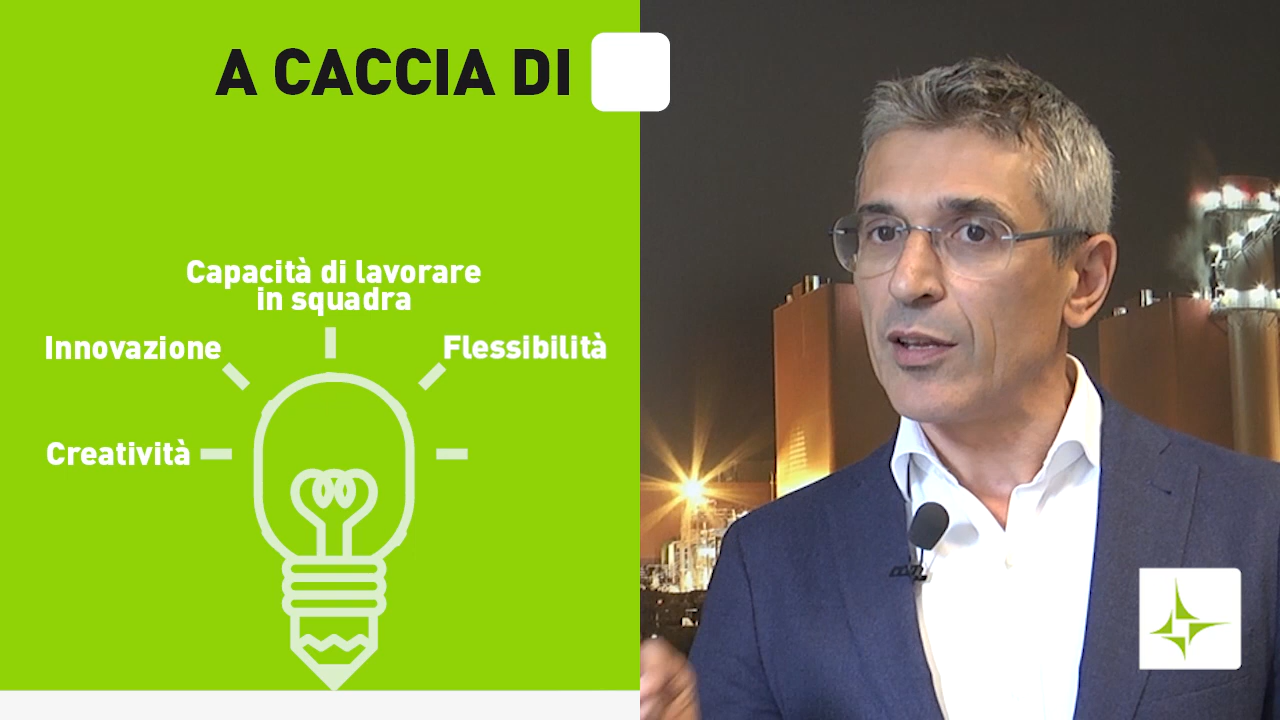 A CACCIA DI
Capacità di lavorare
in squadra
Innovazione
Flessibilità
Creatività